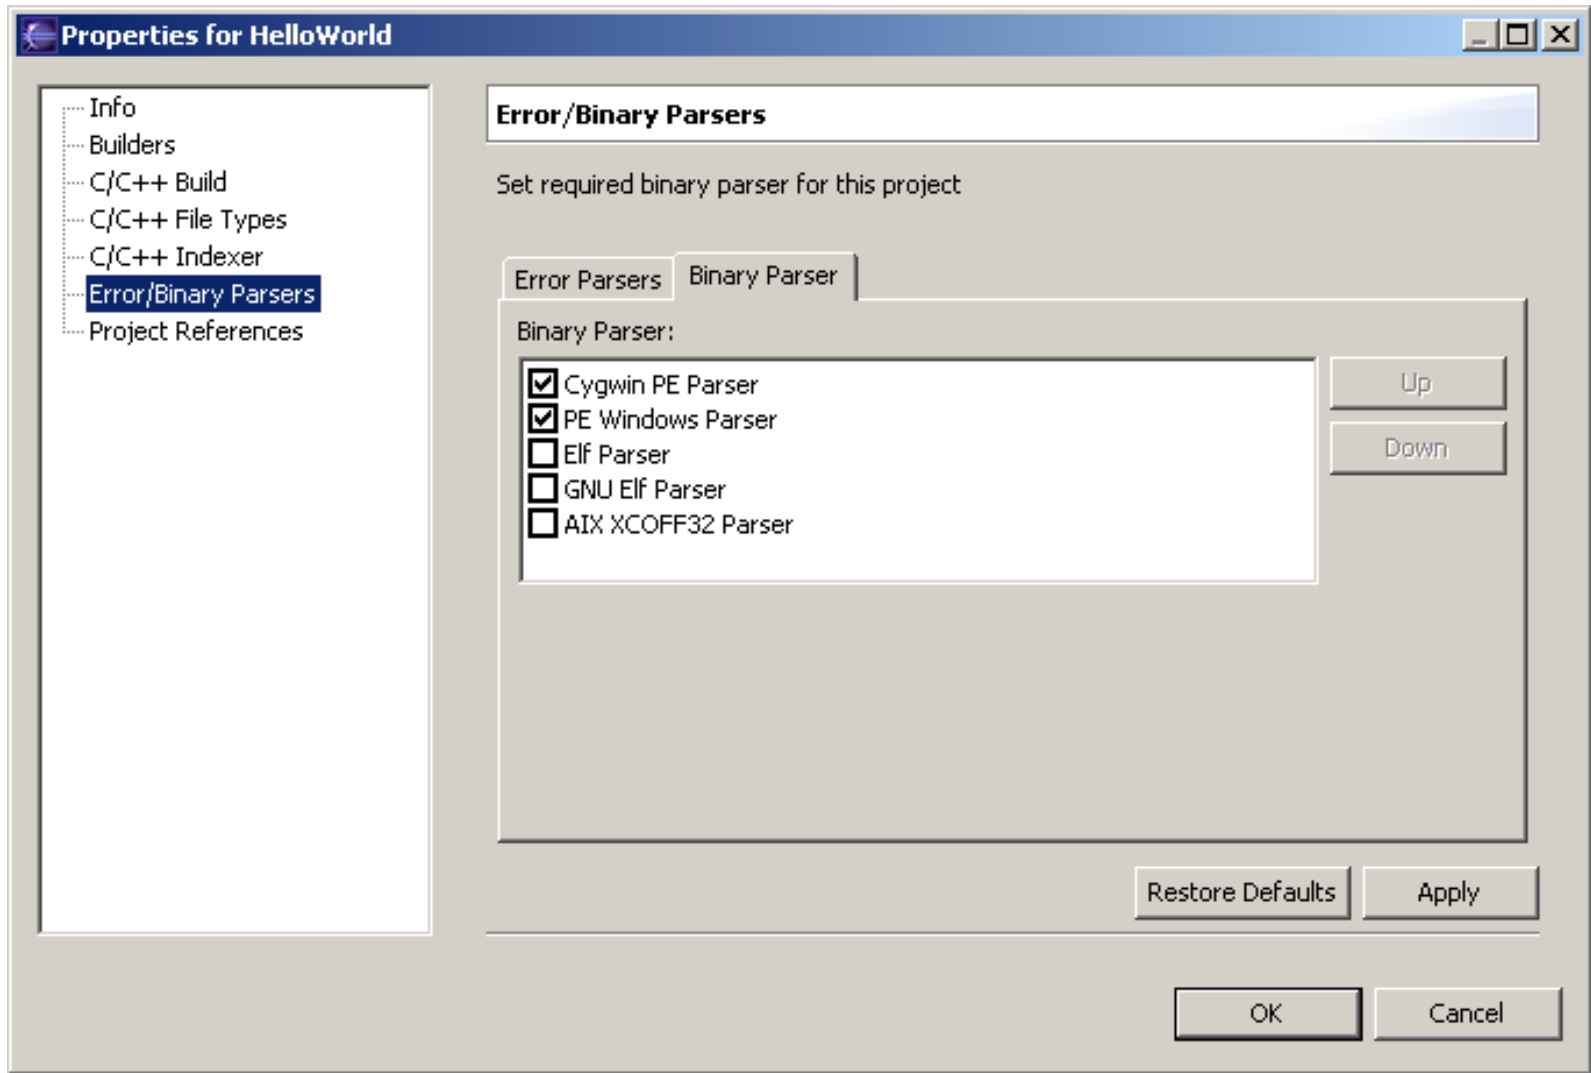 Properties for HelloWorld
Info
Builders
C/C++ Build
C/C++ File Types
C/C++ Indexer
Error/Binary Parsers
Project References
Error/Binary Parsers
Set required binary parser for this project
Error Parsers
Binary Parser
Binary Parser:
Cygwin PE Parser
PE Windows Parser
Elf Parser
GNU Elf Parser
AIX XCOFF32 Parser
Up
Down
Restore Defaults
Apply
OK
Cancel